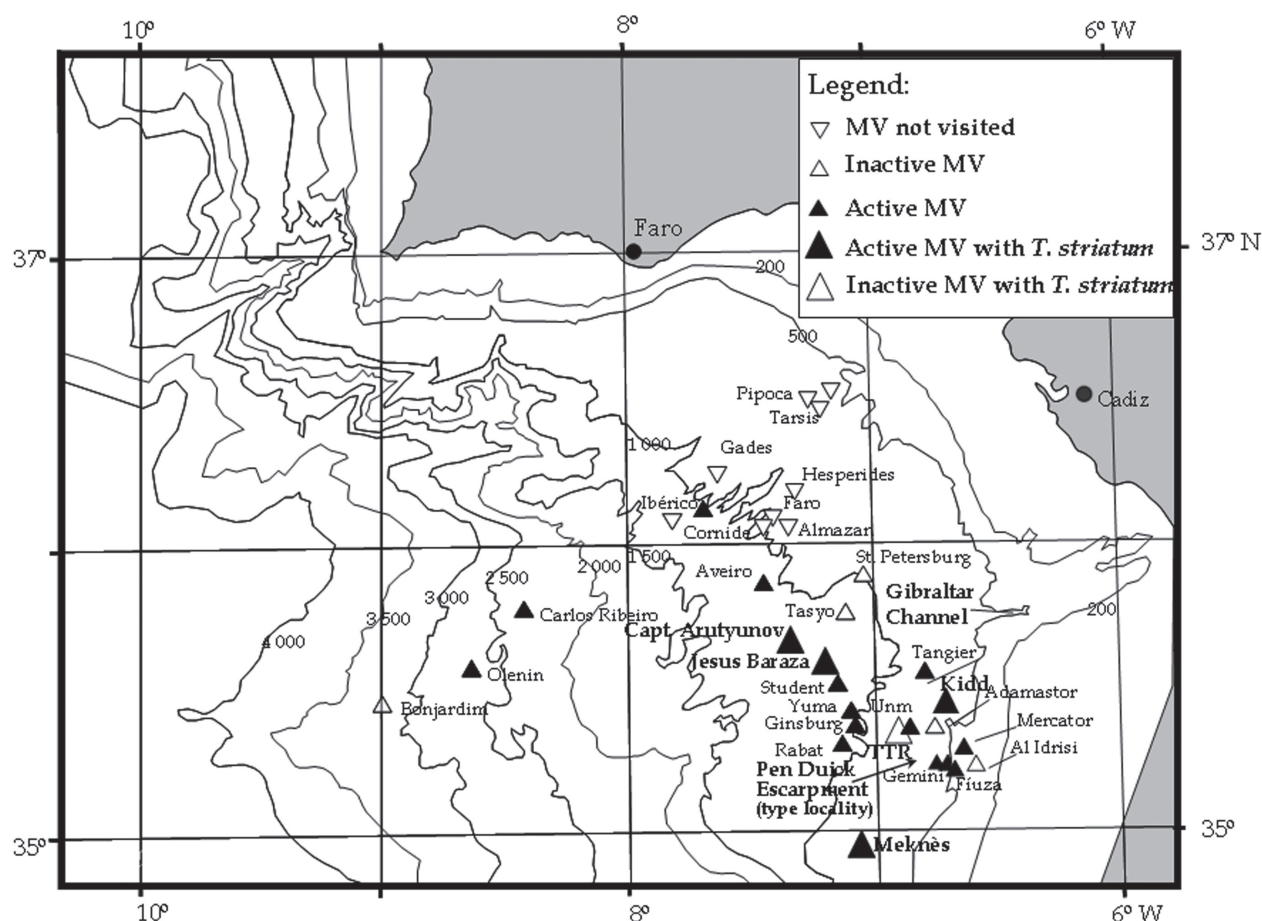 10º
8º
6º W
Legend:
MV not visited
Inactive MV
Active MV
Active MV with T. striatum
Inactive MV with T. striatum
Faro
37º
37º N
200
500
Pipoca
Tarsis
Cadiz
1 000
Gades
Hesperides
Ibérico
Faro
Cornide
Almazan
1 500
St. Petersburg
2 000
Aveiro
2 500
Gibraltar
Channel
3 000
200
Carlos Ribeiro
Tasyo
3 500
Capt. Arutyunov
4 000
Tangier
Jesus Baraza
Olenin
Kidd
Student
Adamastor
Bonjardim
Yuma
Unm
Mercator
Ginsburg
Al Idrisi
Rabat
TTR
Pen Duick
Escarpment
(type locality)
Gemini
Fíuza
35º
35º
Meknès
10º
8º
6º W